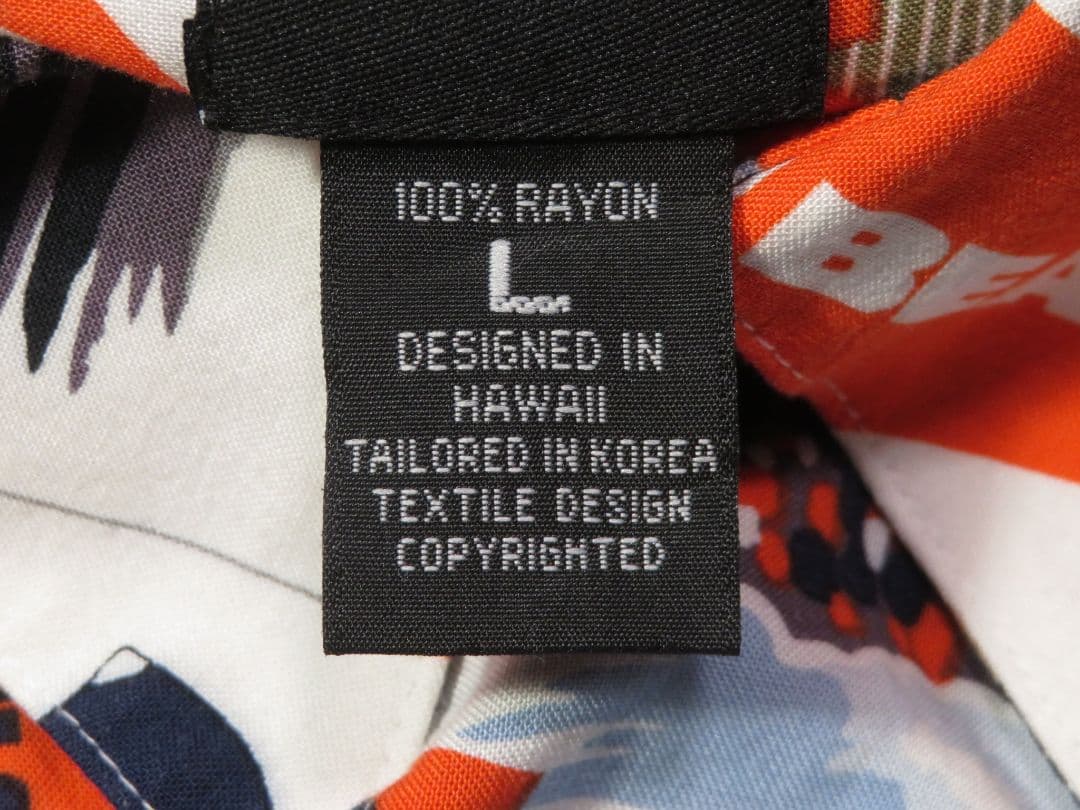 100% RAYON
L
DESIGNED IN
HAWAII
TAILORED IN KOREA
TEXTILE DESIGN
COPYRIGHTED